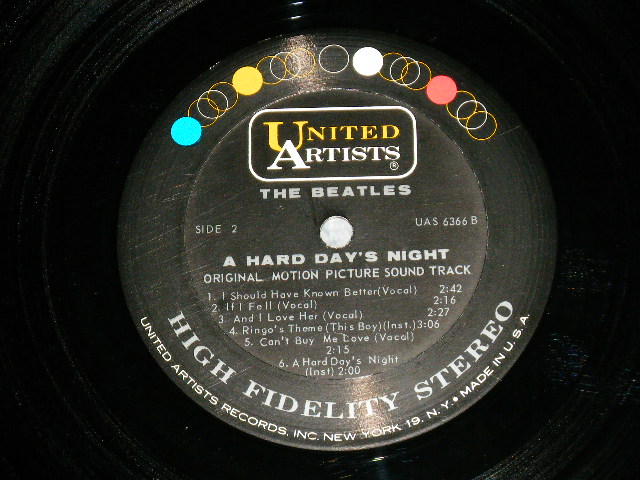 UNITED
ARTISTS
®
THE BEATLES
SIDE 2
UAS 6366 B
A HARD DAY'S NIGHT
ORIGINAL MOTION PICTURE SOUND TRACK
1. I Should Have Known Better (Vocal) 2:42
2. If I Fell (Vocal) 2:16
3. And I Love Her (Vocal) 2:27
4. Ringo's Theme (This Boy) (Inst.) 3:06
5. Can't Buy Me Love (Vocal)
2:15
6. A Hard Day's Night
(Inst) 2:00
HIGH FIDELITY STEREO
UNITED ARTISTS RECORDS, INC. NEW YORK 19, N.Y. • MADE IN U.S.A.